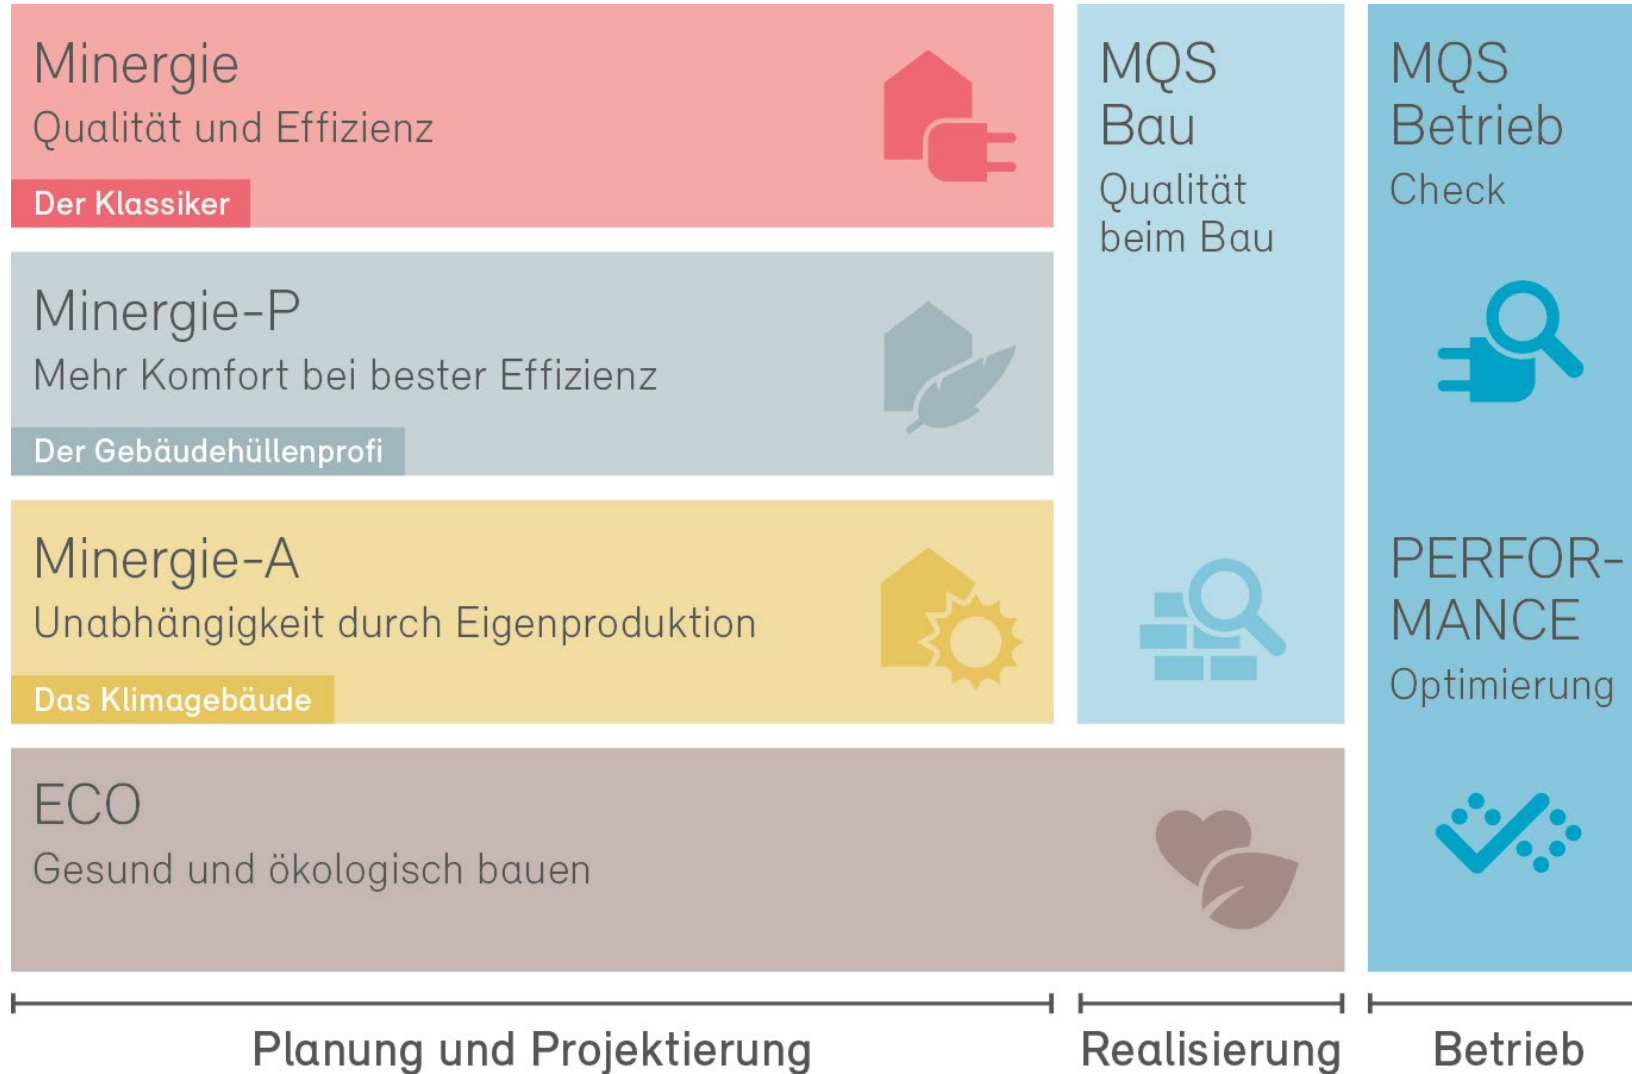 Minergie
Qualität und Effizienz
Der Klassiker
Minergie-P
Mehr Komfort bei bester Effizienz
Der Gebäudehüllenprofi
Minergie-A
Unabhängigkeit durch Eigenproduktion
Das Klimagebäude
ECO
Gesund und ökologisch bauen
MQS
Bau
Qualität
beim Bau
MQS
Betrieb
Check
PERFOR-
MANCE
Optimierung
Planung und Projektierung
Realisierung
Betrieb